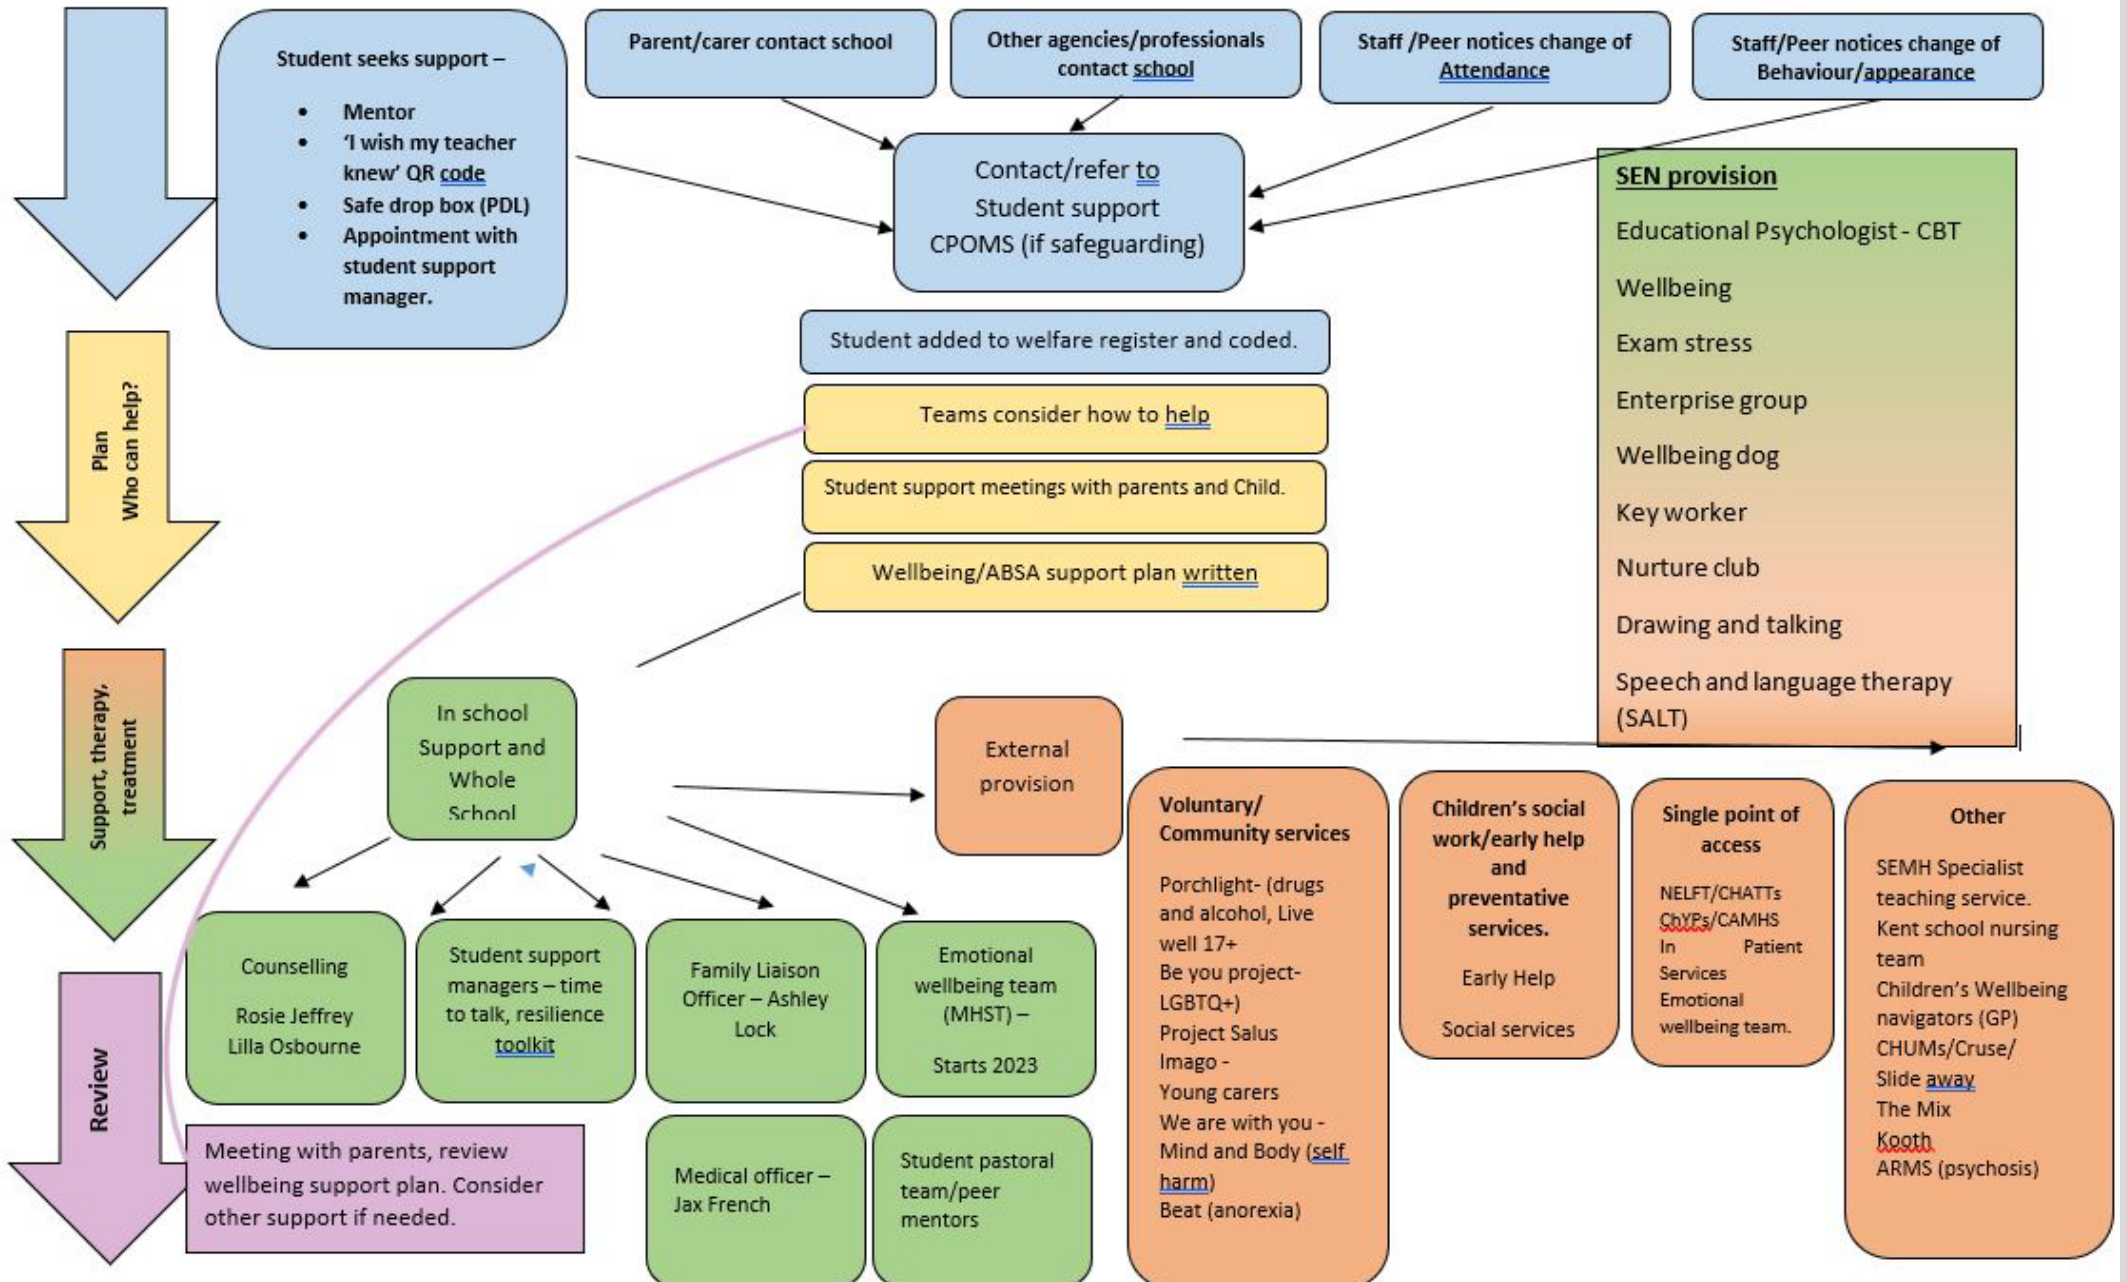 Student seeks support –
• Mentor
• ‘I wish my teacher
knew’ QR code
• Safe drop box (PDL)
• Appointment with
student support
manager.
Parent/carer contact school
Other agencies/professionals
contact school
Staff /Peer notices change of
Attendance
Staff/Peer notices change of
Behaviour/appearance
Contact/refer to
Student support
CPOMS (if safeguarding)
SEN provision
Educational Psychologist - CBT
Wellbeing
Exam stress
Enterprise group
Wellbeing dog
Key worker
Nurture club
Drawing and talking
Speech and language therapy
(SALT)
Student added to welfare register and coded.
Plan
Who can help?
Teams consider how to help
Student support meetings with parents and Child.
Wellbeing/ABSA support plan written
Support, therapy,
treatment
In school
Support and
Whole
School
External
provision
Counselling
Rosie Jeffrey
Lilla Osbourne
Student support
managers – time
to talk, resilience
toolkit
Family Liaison
Officer – Ashley
Lock
Emotional
wellbeing team
(MHST) –
Starts 2023
Medical officer –
Jax French
Student pastoral
team/peer
mentors
Voluntary/
Community services
Porchlight- (drugs
and alcohol, Live
well 17+
Be you project-
LGBTQ+)
Project Salus
Imago -
Young carers
We are with you -
Mind and Body (self
harm)
Beat (anorexia)
Children’s social
work/early help
and
preventative
services.
Early Help
Social services
Single point of
access
NELFT/CHATTs
ChYPs/CAMHS
In Patient
Services
Emotional
wellbeing team.
Other
SEMH Specialist
teaching service.
Kent school nursing
team
Children’s Wellbeing
navigators (GP)
CHUMs/Cruse/
Slide away
The Mix
Kooth
ARMS (psychosis)
Review
Meeting with parents, review
wellbeing support plan. Consider
other support if needed.